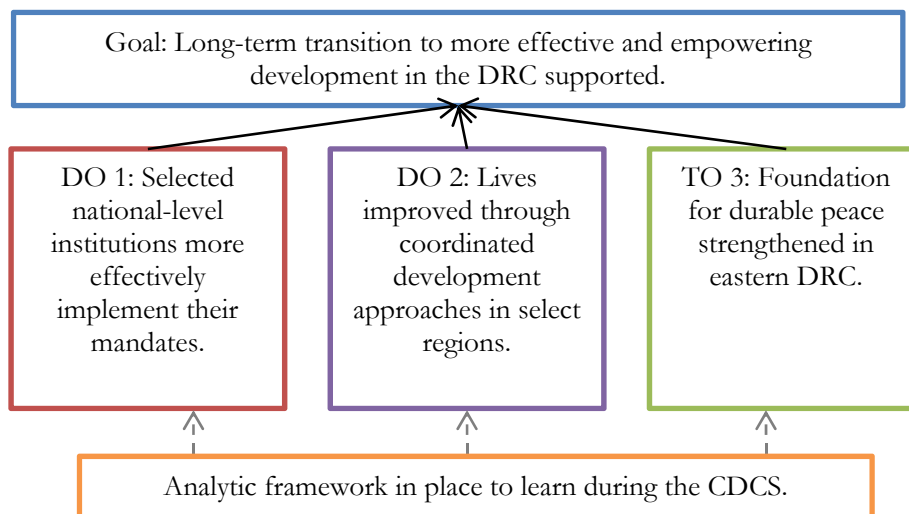 Goal: Long-term transition to more effective and empowering
development in the DRC supported.
DO 1: Selected
national-level
institutions more
effectively
implement their
mandates.
DO 2: Lives
improved through
coordinated
development
approaches in select
regions.
TO 3: Foundation
for durable peace
strengthened in
eastern DRC.
Analytic framework in place to learn during the CDCS.